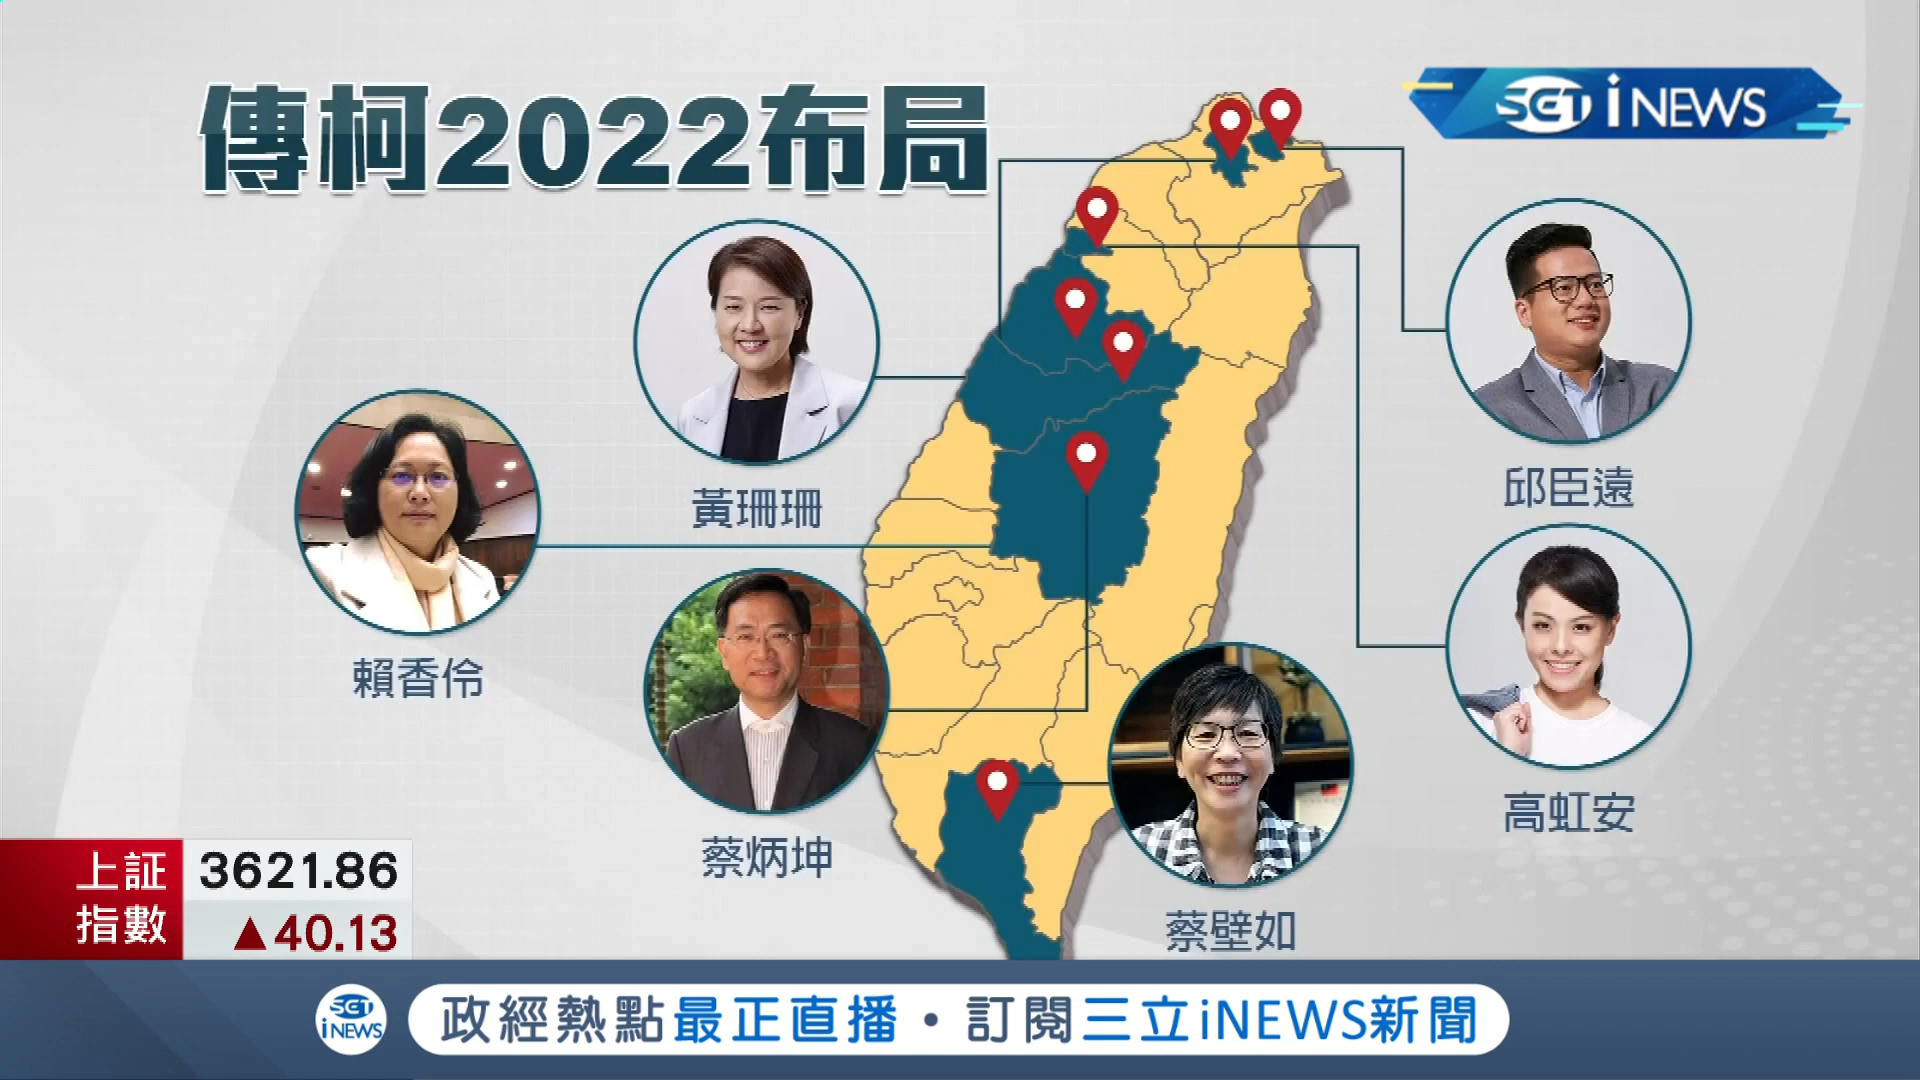 傳柯2022布局
SET iNEWS
黃珊珊
邱臣遠
賴香伶
蔡炳坤
高虹安
蔡壁如
上証
指數
3621.86
▲40.13
SET
iNEWS
政經熱點最正直播・訂閱三立iNEWS新聞